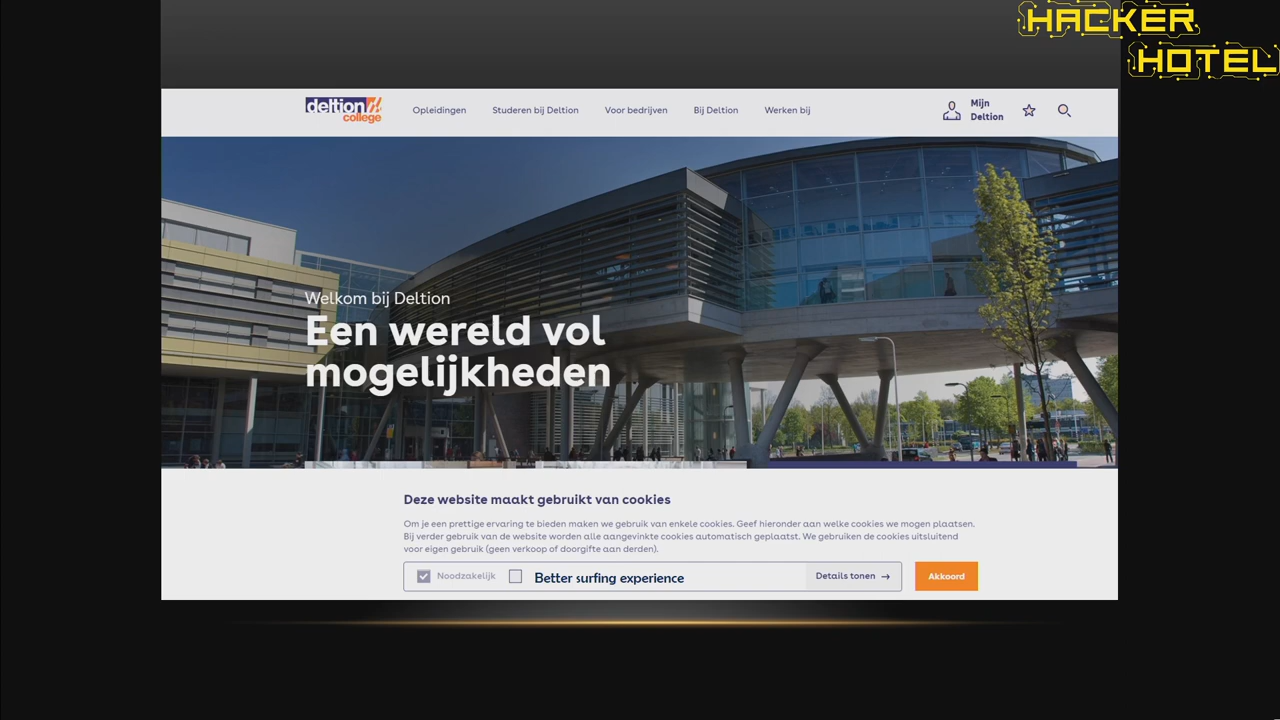 HACKER
HOTEL
deltion
college
Opleidingen
Studeren bij Deltion
Voor bedrijven
Bij Deltion
Werken bij
Mijn
Deltion
Welkom bij Deltion
Een wereld vol
mogelijkheden
Deze website maakt gebruikt van cookies
Om je een prettige ervaring te bieden maken we gebruik van enkele cookies. Geef hieronder aan welke cookies we mogen plaatsen.
Bij verder gebruik van de website worden alle aangevinkte cookies automatisch geplaatst. We gebruiken de cookies uitsluitend
voor eigen gebruik (geen verkoop of doorgifte aan derden).
Noodzakelijk
Better surfing experience
Details tonen →
Akkoord